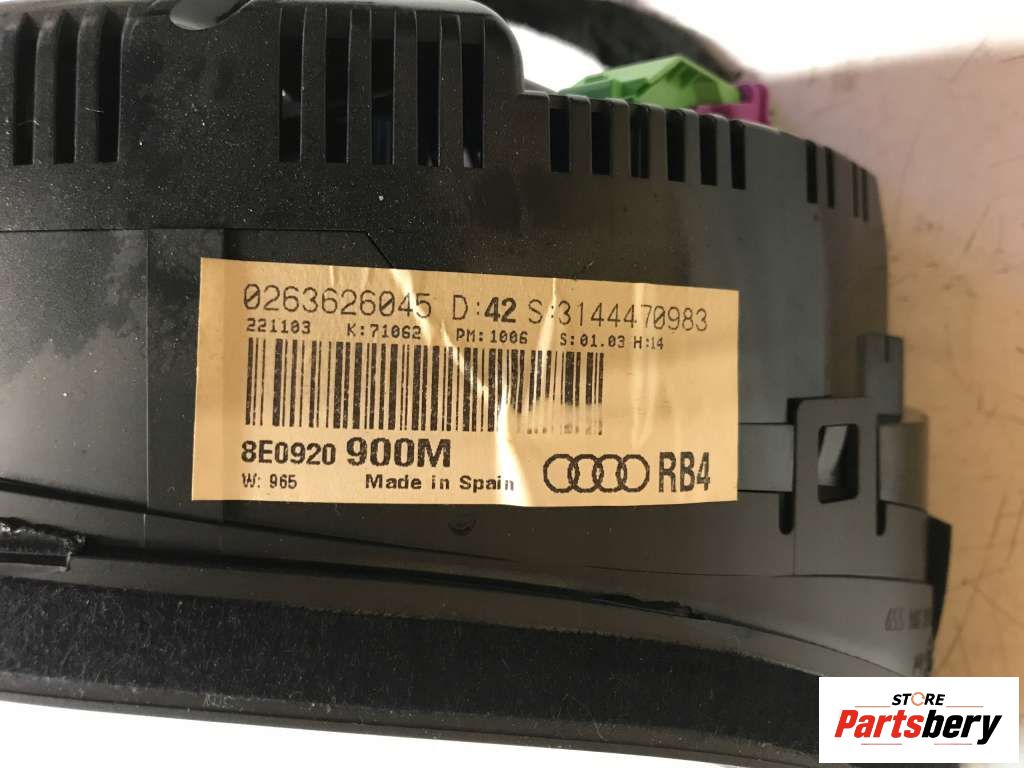 0263626045 D:42 S:3144470983
221103 K:71062 PM:1006 S:01.03 H:14
8E0920 900M RB4
W: 965 Made in Spain
STORE
Partsbery